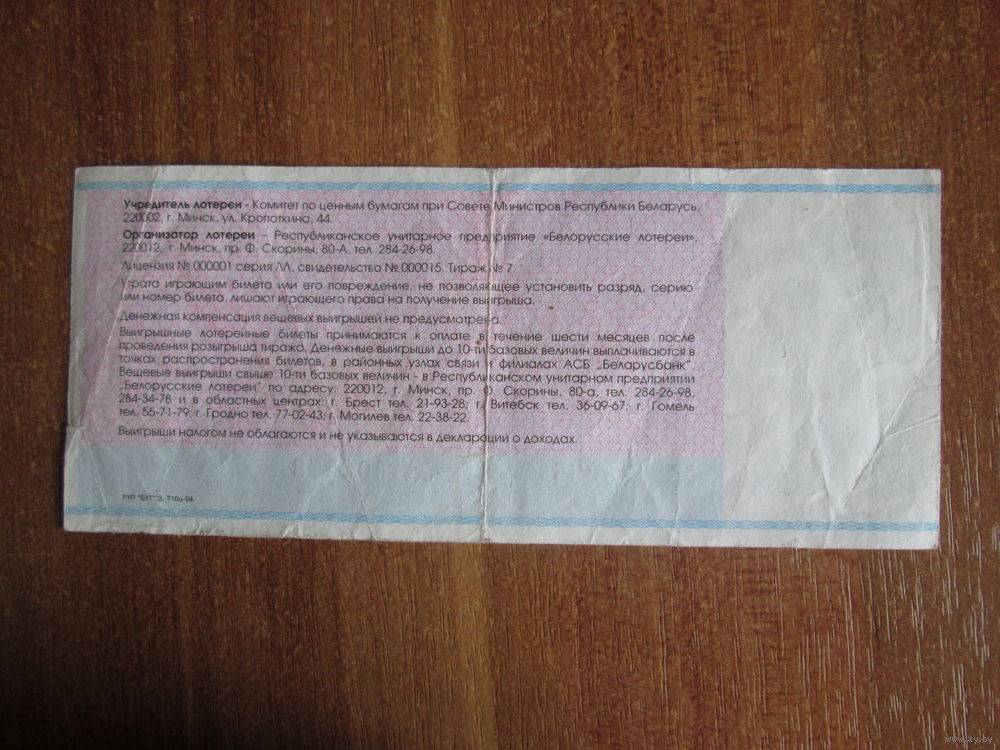 Учредитель лотереи - Комитет по ценным бумагам при Совете Министров Республики Беларусь,
220002, г. Минск, ул. Кропоткина, 44.
Организатор лотереи - Республиканское унитарное предприятие «Белорусские лотереи»,
220012, г. Минск, пр. Ф. Скорины, 80-А, тел. 284-26-98.
Лицензия № 000001 серия ЛЛ, свидетельство № 000015. Тираж № 7.
Утрата играющим билета или его повреждение, не позволяющее установить разряд, серию
или номер билета, лишают играющего права на получение выигрыша.
Денежная компенсация вещевых выигрышей не предусмотрена.
Выигрышные лотерейные билеты принимаются к оплате в течение шести месяцев после
проведения розыгрыша тиража. Денежные выигрыши до 10-ти базовых величин выплачиваются в
точках распространения билетов, в районных узлах связи и филиалах АСБ „Беларусбанк".
Вещевые выигрыши свыше 10-ти базовых величин - в Республиканском унитарном предприятии
„Белорусские лотереи" по адресу: 220012, г. Минск, пр. Ф. Скорины, 80-а, тел. 284-26-98,
284-34-78 и в областных центрах: г. Брест тел. 21-93-28; г. Витебск тел. 36-09-67; г. Гомель
тел. 55-71-79; г. Гродно тел. 77-02-43; г. Могилев тел. 22-38-22.
Выигрыши налогом не облагаются и не указываются в декларации о доходах.
РУП "БУГ" З. 710ц-04
www.ay.by